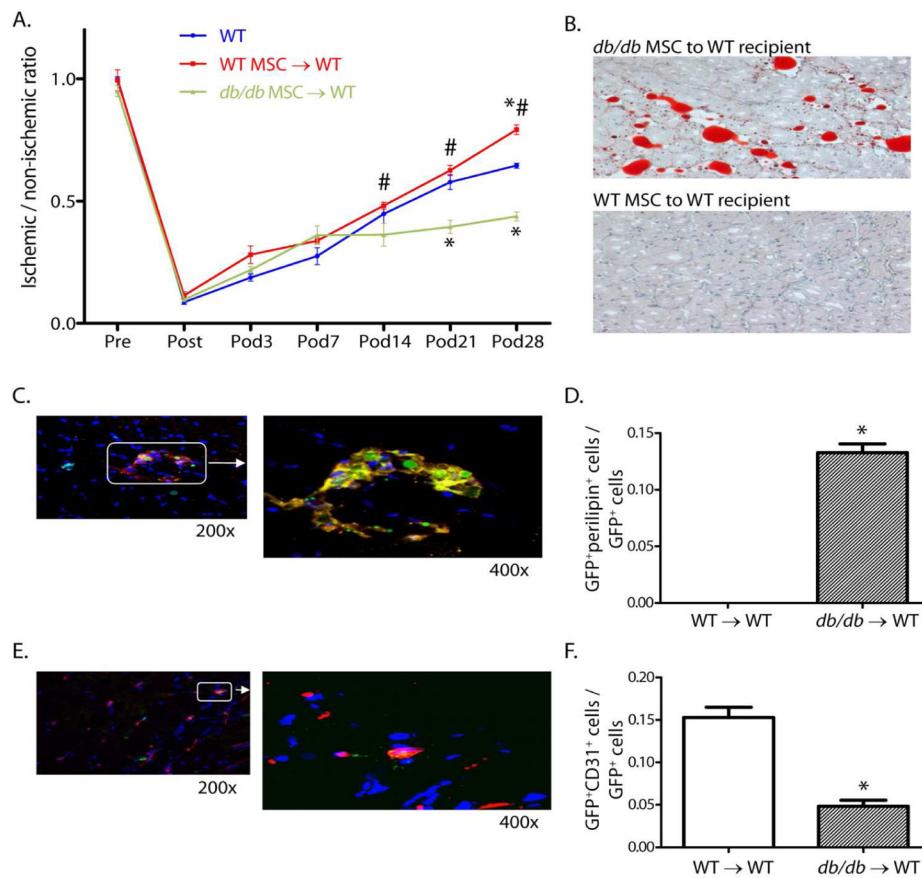 A.
WT
WT MSC → WT
db/db MSC → WT
Ischemic / non-ischemic ratio
1.0
0.5
0.0
*#
#
#
*
*
Pre Post Pod3 Pod7 Pod14 Pod21 Pod28
B.
db/db MSC to WT recipient
WT MSC to WT recipient
C.
200x
400x
D.
GFP⁺perilipin⁺ cells /
GFP⁺ cells
0.15
0.10
0.05
0.00
*
WT → WT db/db → WT
E.
200x
400x
F.
GFP⁺CD31⁺ cells /
GFP⁺ cells
0.20
0.15
0.10
0.05
0.00
*
WT → WT db/db → WT